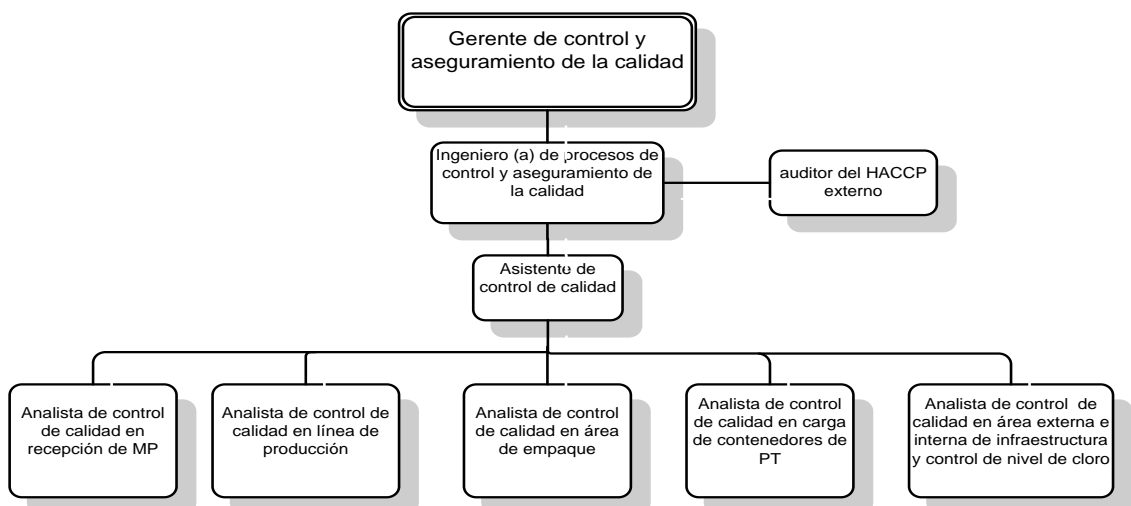 Gerente de control y
aseguramiento de la calidad
Ingeniero (a) de procesos de
control y aseguramiento de
la calidad
auditor del HACCP
externo
Asistente de
control de calidad
Analista de control
de calidad en
recepción de MP
Analista de control de
calidad en línea de
producción
Analista de control
de calidad en área
de empaque
Analista de control
de calidad en carga
de contenedores de
PT
Analista de control  de
calidad en área externa e
interna de infraestructura
y control de nivel de cloro